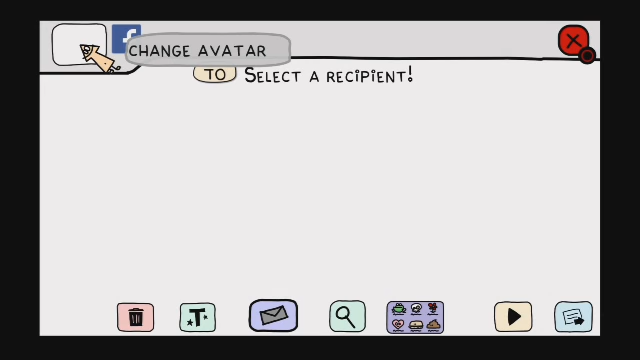 f
CHANGE AVATAR
TO SELECT A RECIPIENT!
T